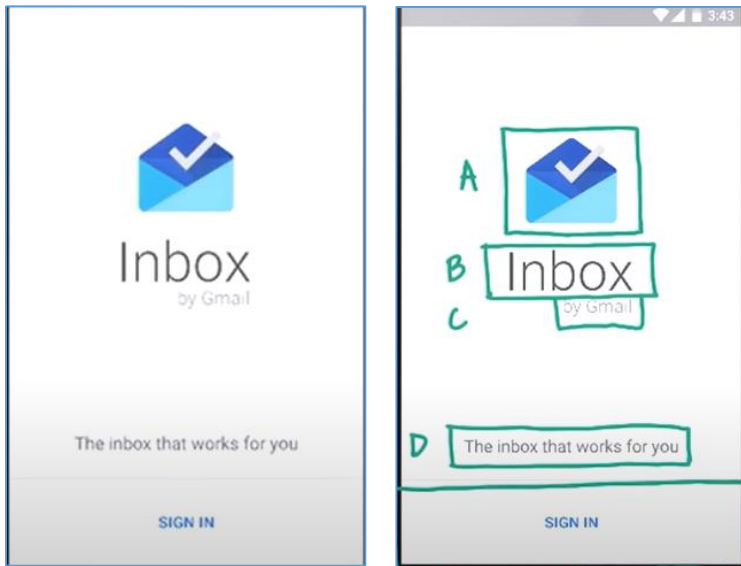 Inbox
by Gmail
The inbox that works for you
SIGN IN
3:43
A
B
Inbox
C
by Gmail
D
The inbox that works for you
SIGN IN